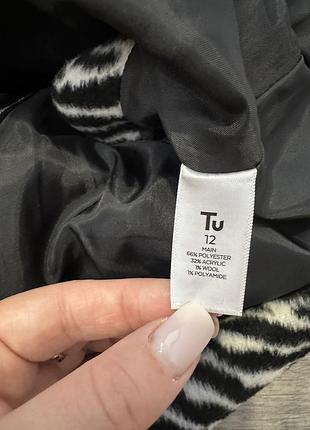 Tu
12
MAIN
66% POLYESTER
32% ACRYLIC
1% WOOL
1% POLYAMIDE